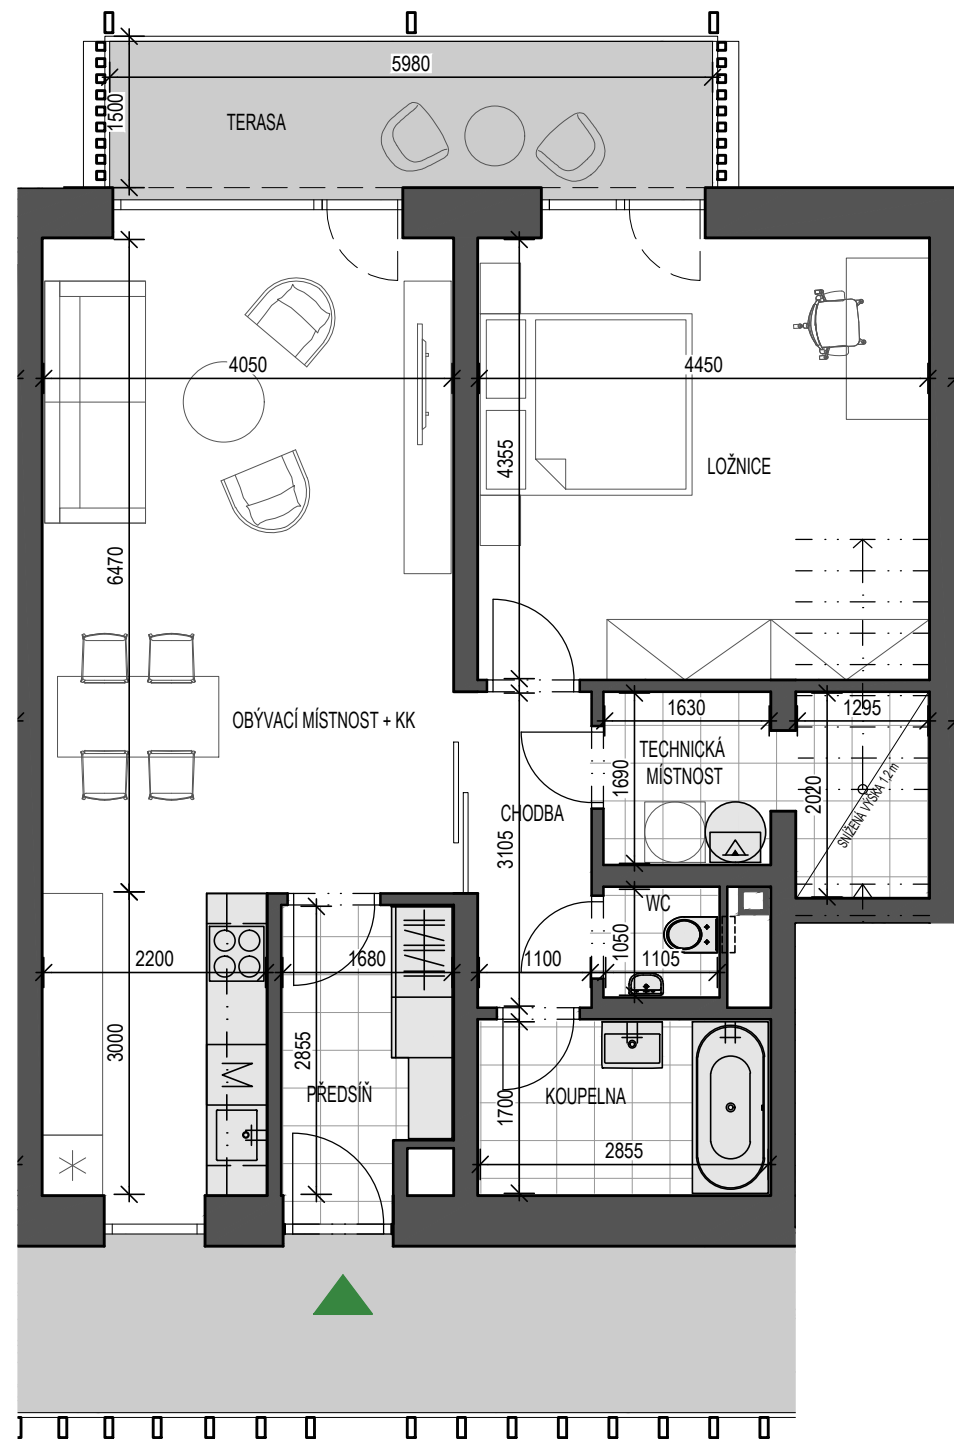 5980
1500
TERASA
4050
4450
4355
LOŽNICE
6470
OBÝVACÍ MÍSTNOST + KK
1630
1295
TECHNICKÁ
MÍSTNOST
1690
2020
SNÍŽENÁ VÝŠKA 1,2 m
CHODBA
3105
WC
1050
2200
1680
1100
1105
3000
2855
M
PŘEDSÍŇ
1700
KOUPELNA
2855